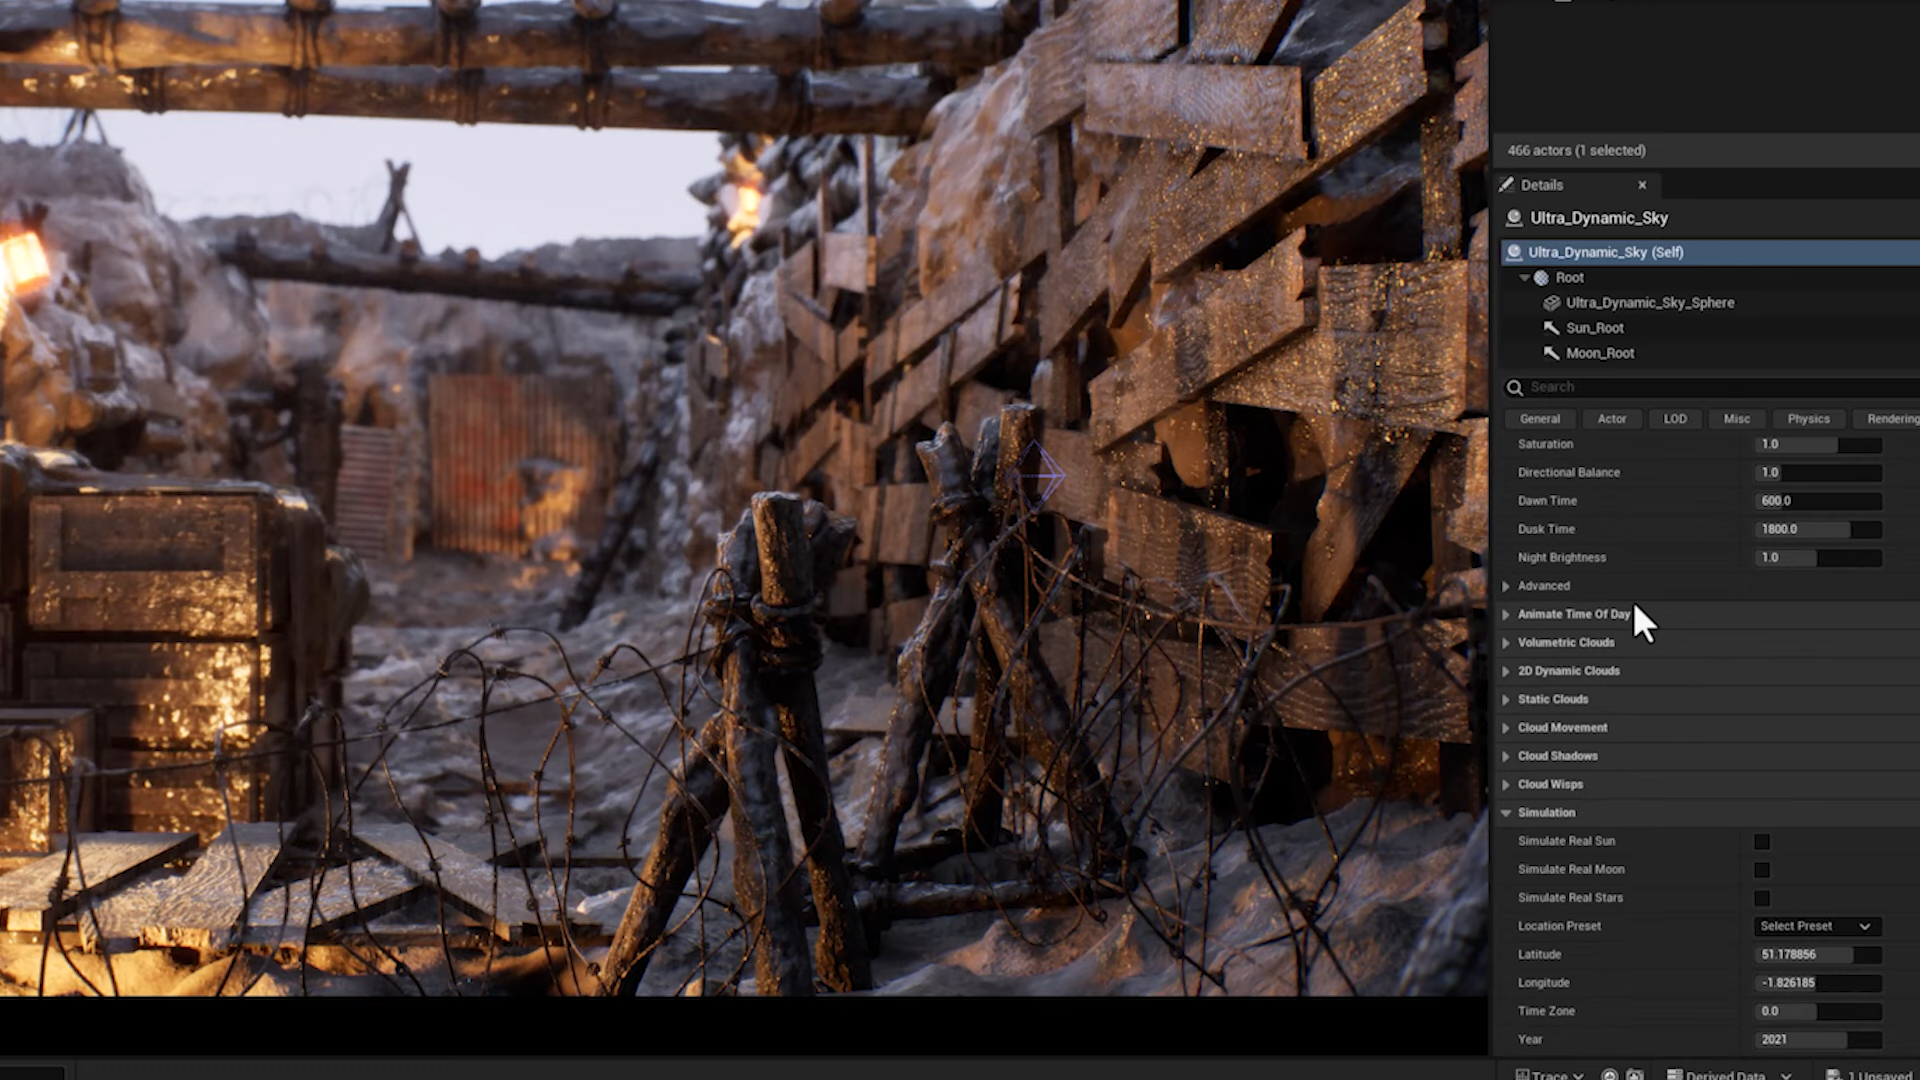 466 actors (1 selected)
Details
Ultra_Dynamic_Sky
Ultra_Dynamic_Sky (Self)
Root
Ultra_Dynamic_Sky_Sphere
Sun_Root
Moon_Root
Search
General Actor LOD Misc Physics Rendering
Saturation 1.0
Directional Balance 1.0
Dawn Time 600.0
Dusk Time 1800.0
Night Brightness 1.0
Advanced
Animate Time Of Day
Volumetric Clouds
2D Dynamic Clouds
Static Clouds
Cloud Movement
Cloud Shadows
Cloud Wisps
Simulation
Simulate Real Sun
Simulate Real Moon
Simulate Real Stars
Location Preset Select Preset
Latitude 51.178856
Longitude -1.826185
Time Zone 0.0
Year 2021
Trace Derived Data 1 Unsaved